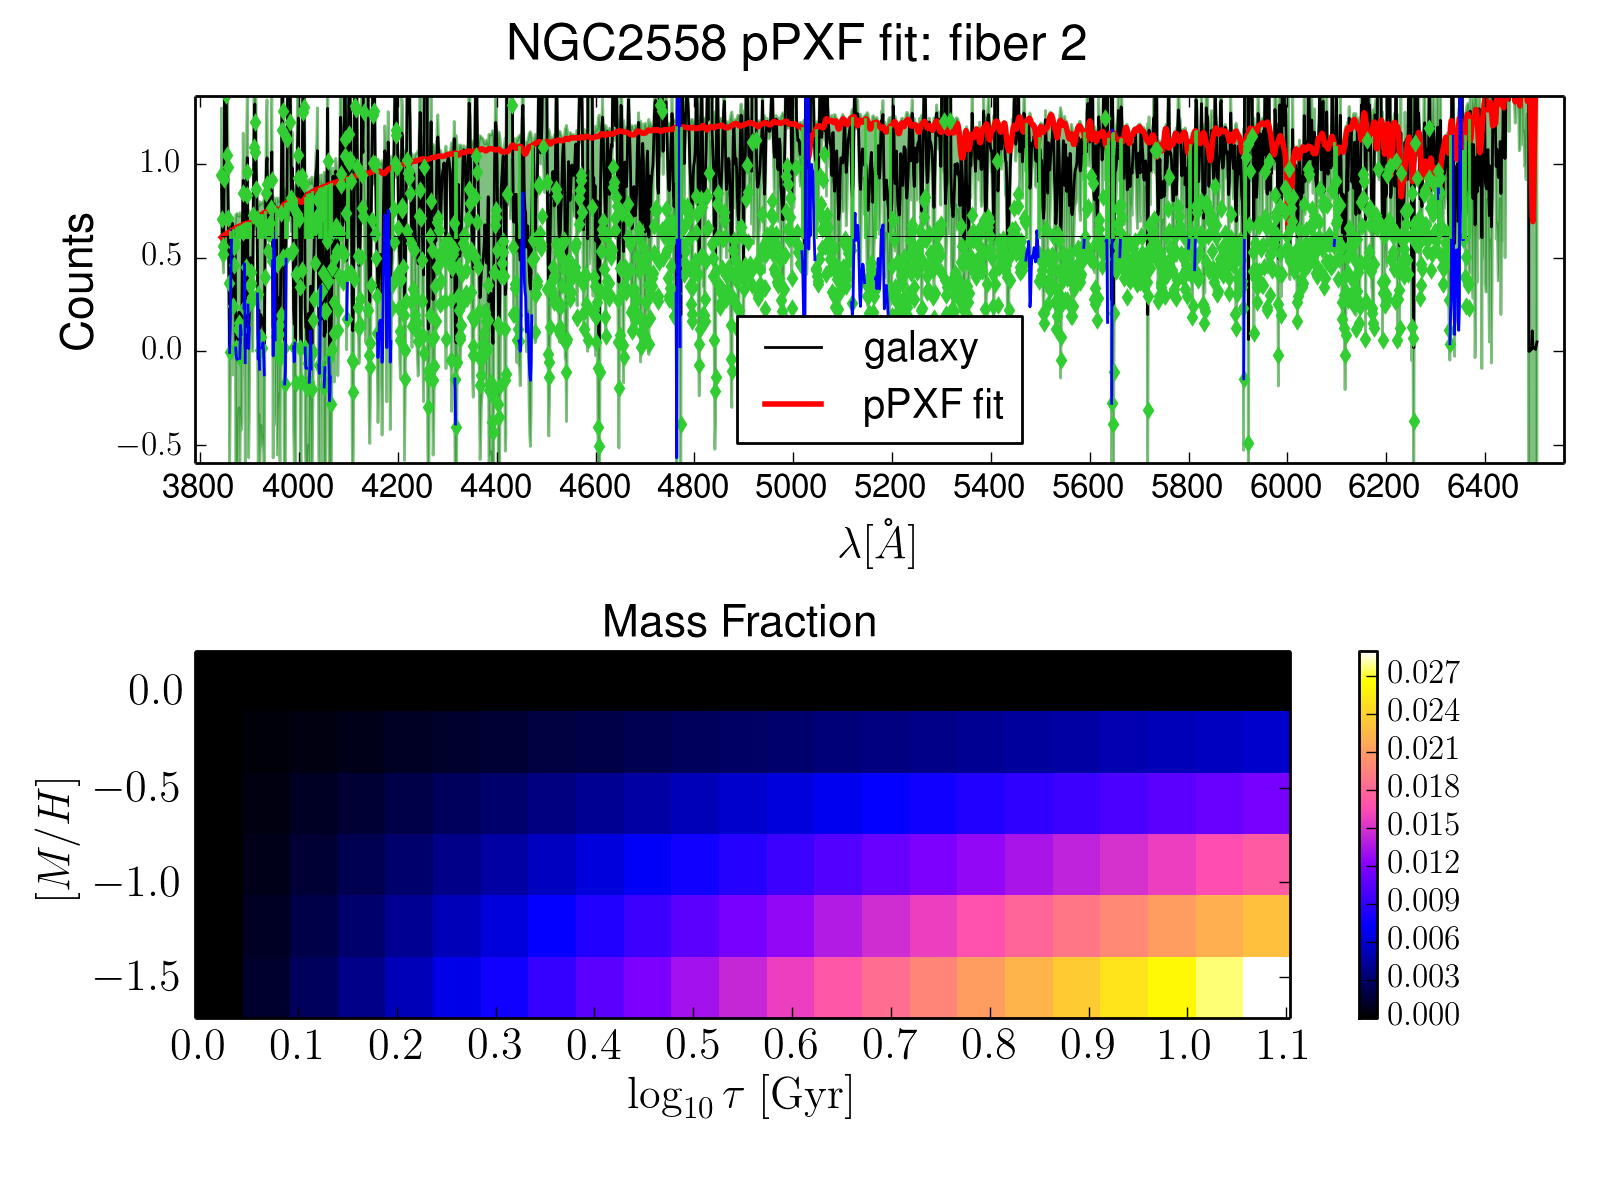 NGC2558 pPXF fit: fiber 2
Counts
1.0
0.5
0.0
−0.5
galaxy
pPXF fit
3800 4000 4200 4400 4600 4800 5000 5200 5400 5600 5800 6000 6200 6400
λ[Å]
Mass Fraction
[M/H]
0.0
−0.5
−1.0
−1.5
0.0 0.1 0.2 0.3 0.4 0.5 0.6 0.7 0.8 0.9 1.0 1.1
log₁₀ τ [Gyr]
0.027
0.024
0.021
0.018
0.015
0.012
0.009
0.006
0.003
0.000